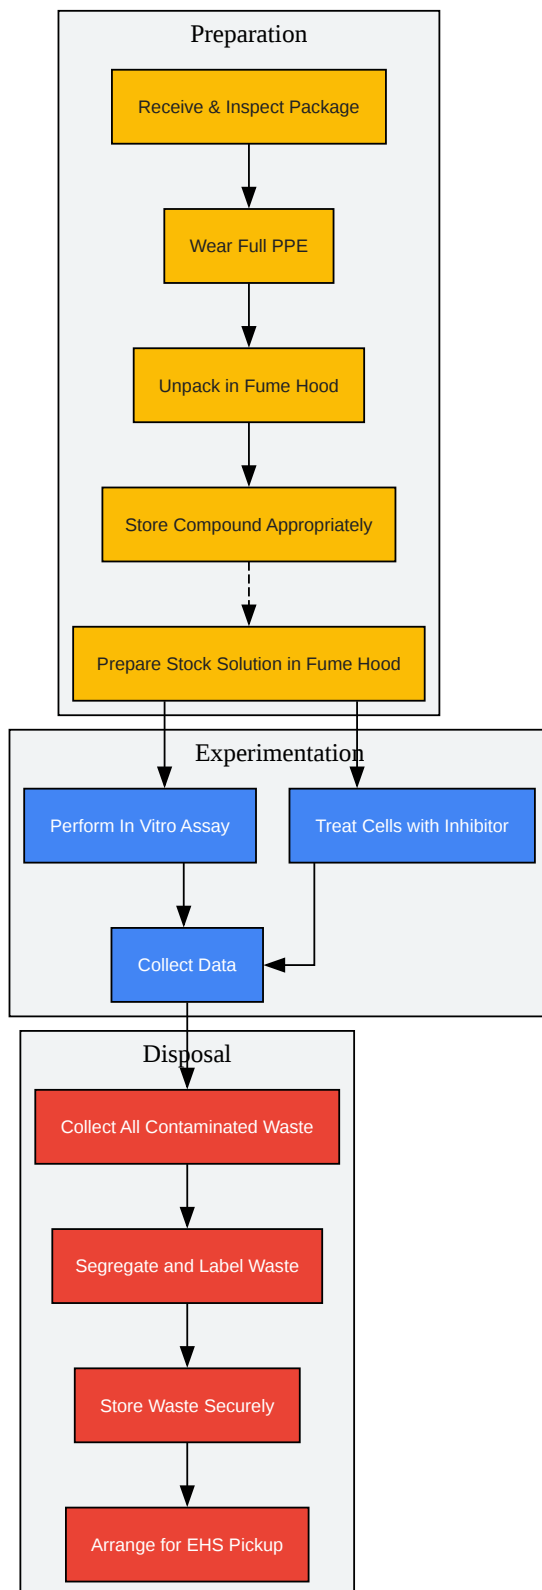 Preparation
Receive & Inspect Package
Wear Full PPE
Unpack in Fume Hood
Store Compound Appropriately
Prepare Stock Solution in Fume Hood
Experimentation
Perform In Vitro Assay
Treat Cells with Inhibitor
Collect Data
Disposal
Collect All Contaminated Waste
Segregate and Label Waste
Store Waste Securely
Arrange for EHS Pickup